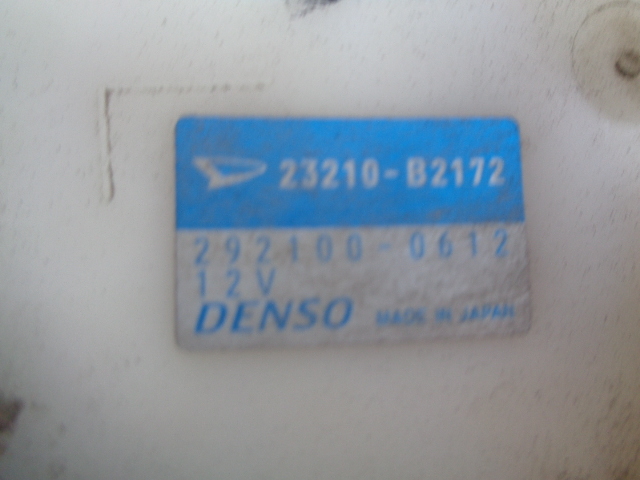 23210-B2172
292100-0612
12V
DENSO MADE IN JAPAN